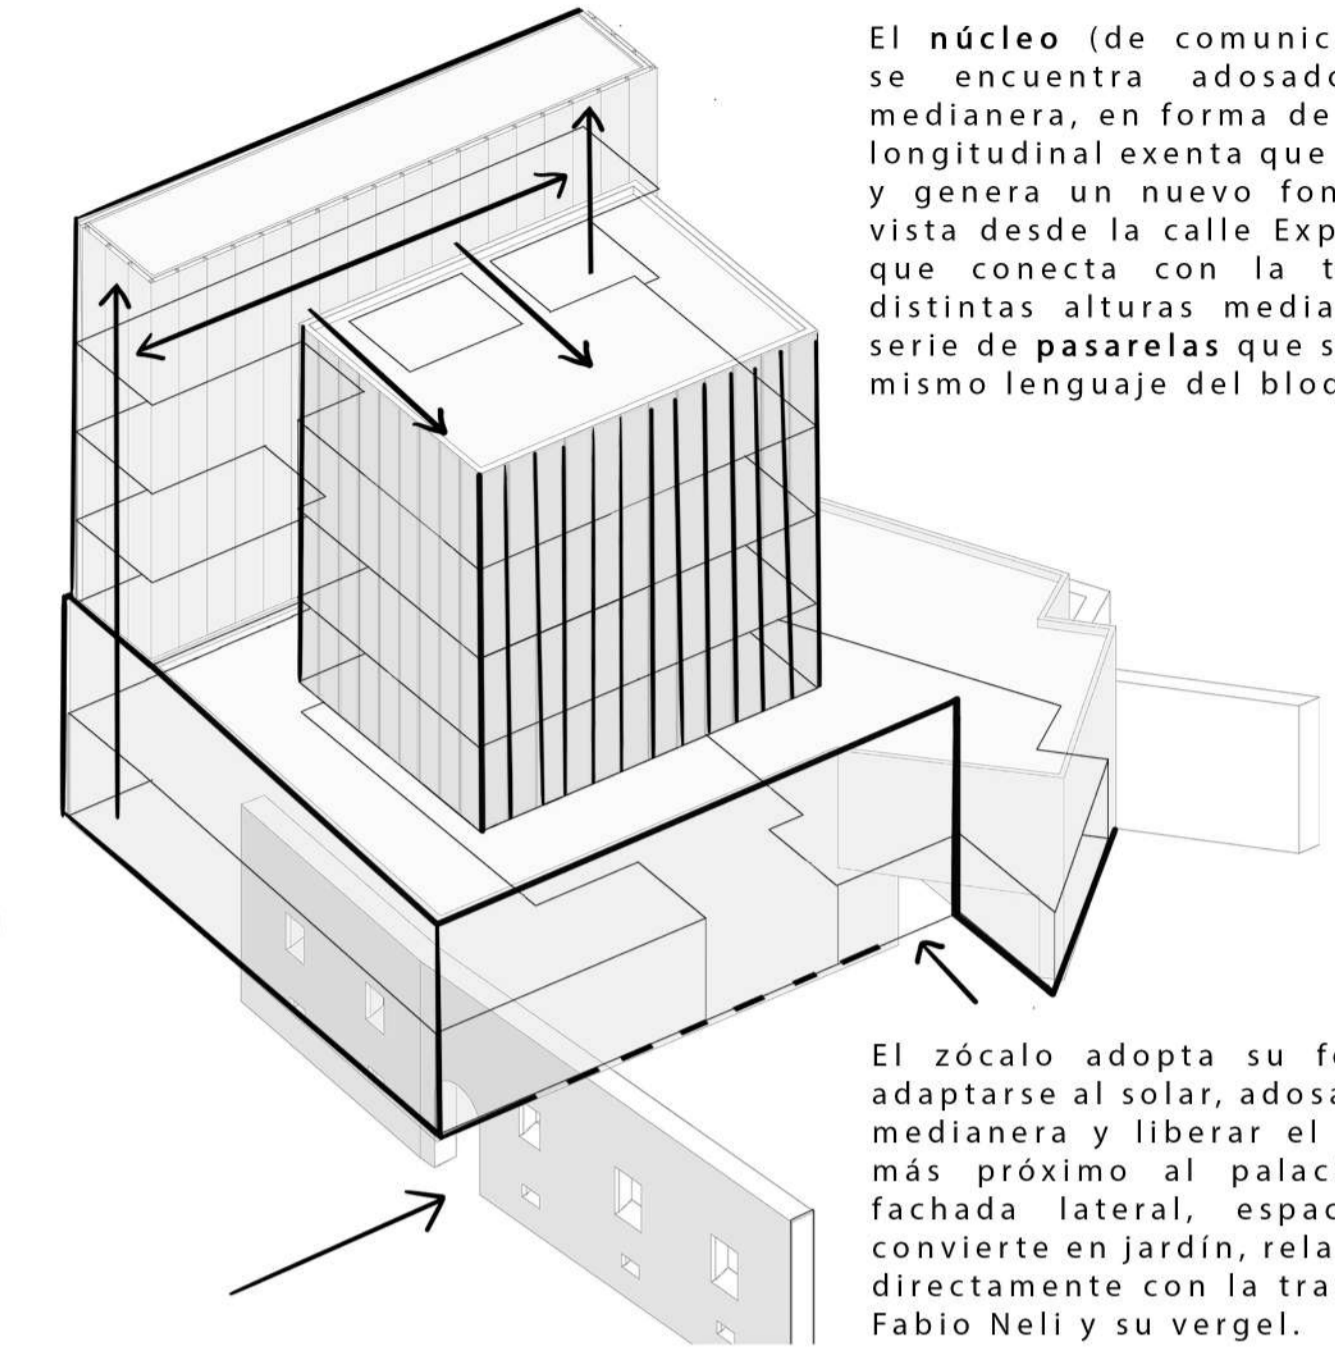 El núcleo (de comunic
se encuentra adosado
medianera, en forma de
longitudinal exenta que
y genera un nuevo fon
vista desde la calle Exp
que conecta con la t
distintas alturas media
serie de pasarelas que s
mismo lenguaje del bloq
El zócalo adopta su fo
adaptarse al solar, adosa
medianera y liberar el
más próximo al palaci
fachada lateral, espac
convierte en jardín, rela
directamente con la tra
Fabio Neli y su vergel.